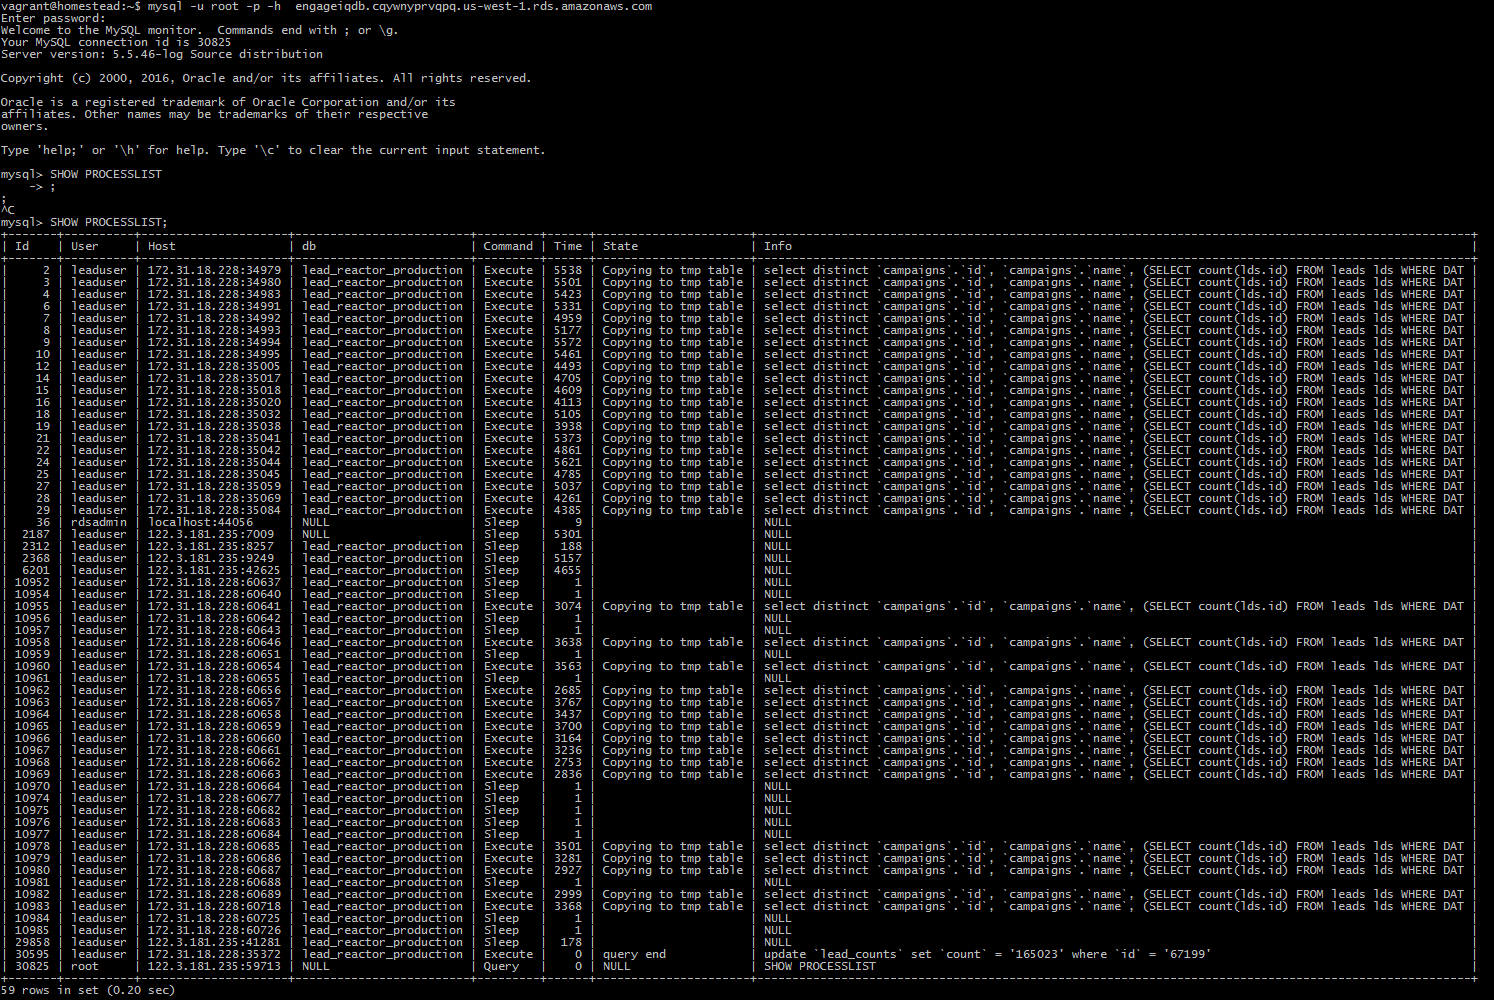 vagrant@homestead:~$ mysql -u root -p -h  engageiqdb.cqywnyprvqpq.us-west-1.rds.amazonaws.com
Enter password:
Welcome to the MySQL monitor.  Commands end with ; or \g.
Your MySQL connection id is 30825
Server version: 5.5.46-log Source distribution

Copyright (c) 2000, 2016, Oracle and/or its affiliates. All rights reserved.

Oracle is a registered trademark of Oracle Corporation and/or its
affiliates. Other names may be trademarks of their respective
owners.

Type 'help;' or '\h' for help. Type '\c' to clear the current input statement.

mysql> SHOW PROCESSLIST
    -> ;
;
^C
mysql> SHOW PROCESSLIST;
| Id | User | Host | db | Command | Time | State | Info |
| 2 | leaduser | 172.31.18.228:34979 | lead_reactor_production | Execute | 5538 | Copying to tmp table | select distinct `campaigns`.`id`, `campaigns`.`name`, (SELECT count(lds.id) FROM leads lds WHERE DAT |
| 3 | leaduser | 172.31.18.228:34980 | lead_reactor_production | Execute | 5501 | Copying to tmp table | select distinct `campaigns`.`id`, `campaigns`.`name`, (SELECT count(lds.id) FROM leads lds WHERE DAT |
| 4 | leaduser | 172.31.18.228:34983 | lead_reactor_production | Execute | 5423 | Copying to tmp table | select distinct `campaigns`.`id`, `campaigns`.`name`, (SELECT count(lds.id) FROM leads lds WHERE DAT |
| 6 | leaduser | 172.31.18.228:34991 | lead_reactor_production | Execute | 5331 | Copying to tmp table | select distinct `campaigns`.`id`, `campaigns`.`name`, (SELECT count(lds.id) FROM leads lds WHERE DAT |
| 7 | leaduser | 172.31.18.228:34992 | lead_reactor_production | Execute | 4959 | Copying to tmp table | select distinct `campaigns`.`id`, `campaigns`.`name`, (SELECT count(lds.id) FROM leads lds WHERE DAT |
| 8 | leaduser | 172.31.18.228:34993 | lead_reactor_production | Execute | 5177 | Copying to tmp table | select distinct `campaigns`.`id`, `campaigns`.`name`, (SELECT count(lds.id) FROM leads lds WHERE DAT |
| 9 | leaduser | 172.31.18.228:34994 | lead_reactor_production | Execute | 5572 | Copying to tmp table | select distinct `campaigns`.`id`, `campaigns`.`name`, (SELECT count(lds.id) FROM leads lds WHERE DAT |
| 10 | leaduser | 172.31.18.228:34995 | lead_reactor_production | Execute | 5461 | Copying to tmp table | select distinct `campaigns`.`id`, `campaigns`.`name`, (SELECT count(lds.id) FROM leads lds WHERE DAT |
| 12 | leaduser | 172.31.18.228:35005 | lead_reactor_production | Execute | 4493 | Copying to tmp table | select distinct `campaigns`.`id`, `campaigns`.`name`, (SELECT count(lds.id) FROM leads lds WHERE DAT |
| 14 | leaduser | 172.31.18.228:35017 | lead_reactor_production | Execute | 4705 | Copying to tmp table | select distinct `campaigns`.`id`, `campaigns`.`name`, (SELECT count(lds.id) FROM leads lds WHERE DAT |
| 15 | leaduser | 172.31.18.228:35018 | lead_reactor_production | Execute | 4609 | Copying to tmp table | select distinct `campaigns`.`id`, `campaigns`.`name`, (SELECT count(lds.id) FROM leads lds WHERE DAT |
| 16 | leaduser | 172.31.18.228:35020 | lead_reactor_production | Execute | 4113 | Copying to tmp table | select distinct `campaigns`.`id`, `campaigns`.`name`, (SELECT count(lds.id) FROM leads lds WHERE DAT |
| 18 | leaduser | 172.31.18.228:35032 | lead_reactor_production | Execute | 5105 | Copying to tmp table | select distinct `campaigns`.`id`, `campaigns`.`name`, (SELECT count(lds.id) FROM leads lds WHERE DAT |
| 19 | leaduser | 172.31.18.228:35038 | lead_reactor_production | Execute | 3938 | Copying to tmp table | select distinct `campaigns`.`id`, `campaigns`.`name`, (SELECT count(lds.id) FROM leads lds WHERE DAT |
| 21 | leaduser | 172.31.18.228:35041 | lead_reactor_production | Execute | 5373 | Copying to tmp table | select distinct `campaigns`.`id`, `campaigns`.`name`, (SELECT count(lds.id) FROM leads lds WHERE DAT |
| 22 | leaduser | 172.31.18.228:35042 | lead_reactor_production | Execute | 4861 | Copying to tmp table | select distinct `campaigns`.`id`, `campaigns`.`name`, (SELECT count(lds.id) FROM leads lds WHERE DAT |
| 24 | leaduser | 172.31.18.228:35044 | lead_reactor_production | Execute | 5621 | Copying to tmp table | select distinct `campaigns`.`id`, `campaigns`.`name`, (SELECT count(lds.id) FROM leads lds WHERE DAT |
| 25 | leaduser | 172.31.18.228:35045 | lead_reactor_production | Execute | 4785 | Copying to tmp table | select distinct `campaigns`.`id`, `campaigns`.`name`, (SELECT count(lds.id) FROM leads lds WHERE DAT |
| 27 | leaduser | 172.31.18.228:35059 | lead_reactor_production | Execute | 5037 | Copying to tmp table | select distinct `campaigns`.`id`, `campaigns`.`name`, (SELECT count(lds.id) FROM leads lds WHERE DAT |
| 28 | leaduser | 172.31.18.228:35069 | lead_reactor_production | Execute | 4261 | Copying to tmp table | select distinct `campaigns`.`id`, `campaigns`.`name`, (SELECT count(lds.id) FROM leads lds WHERE DAT |
| 29 | leaduser | 172.31.18.228:35084 | lead_reactor_production | Execute | 4385 | Copying to tmp table | select distinct `campaigns`.`id`, `campaigns`.`name`, (SELECT count(lds.id) FROM leads lds WHERE DAT |
| 36 | rdsadmin | localhost:44056 | NULL | Sleep | 9 | | NULL |
| 2187 | leaduser | 122.3.181.235:7009 | NULL | Sleep | 5301 | | NULL |
| 2312 | leaduser | 122.3.181.235:8257 | lead_reactor_production | Sleep | 188 | | NULL |
| 2368 | leaduser | 122.3.181.235:9249 | lead_reactor_production | Sleep | 5157 | | NULL |
| 6201 | leaduser | 122.3.181.235:42625 | lead_reactor_production | Sleep | 4655 | | NULL |
| 10952 | leaduser | 172.31.18.228:60637 | lead_reactor_production | Sleep | 1 | | NULL |
| 10954 | leaduser | 172.31.18.228:60640 | lead_reactor_production | Sleep | 1 | | NULL |
| 10955 | leaduser | 172.31.18.228:60641 | lead_reactor_production | Execute | 3074 | Copying to tmp table | select distinct `campaigns`.`id`, `campaigns`.`name`, (SELECT count(lds.id) FROM leads lds WHERE DAT |
| 10956 | leaduser | 172.31.18.228:60642 | lead_reactor_production | Sleep | 1 | | NULL |
| 10957 | leaduser | 172.31.18.228:60643 | lead_reactor_production | Sleep | 1 | | NULL |
| 10958 | leaduser | 172.31.18.228:60646 | lead_reactor_production | Execute | 3638 | Copying to tmp table | select distinct `campaigns`.`id`, `campaigns`.`name`, (SELECT count(lds.id) FROM leads lds WHERE DAT |
| 10959 | leaduser | 172.31.18.228:60651 | lead_reactor_production | Sleep | 1 | | NULL |
| 10960 | leaduser | 172.31.18.228:60654 | lead_reactor_production | Execute | 3563 | Copying to tmp table | select distinct `campaigns`.`id`, `campaigns`.`name`, (SELECT count(lds.id) FROM leads lds WHERE DAT |
| 10961 | leaduser | 172.31.18.228:60655 | lead_reactor_production | Sleep | 1 | | NULL |
| 10962 | leaduser | 172.31.18.228:60656 | lead_reactor_production | Execute | 2685 | Copying to tmp table | select distinct `campaigns`.`id`, `campaigns`.`name`, (SELECT count(lds.id) FROM leads lds WHERE DAT |
| 10963 | leaduser | 172.31.18.228:60657 | lead_reactor_production | Execute | 3767 | Copying to tmp table | select distinct `campaigns`.`id`, `campaigns`.`name`, (SELECT count(lds.id) FROM leads lds WHERE DAT |
| 10964 | leaduser | 172.31.18.228:60658 | lead_reactor_production | Execute | 3437 | Copying to tmp table | select distinct `campaigns`.`id`, `campaigns`.`name`, (SELECT count(lds.id) FROM leads lds WHERE DAT |
| 10965 | leaduser | 172.31.18.228:60659 | lead_reactor_production | Execute | 3700 | Copying to tmp table | select distinct `campaigns`.`id`, `campaigns`.`name`, (SELECT count(lds.id) FROM leads lds WHERE DAT |
| 10966 | leaduser | 172.31.18.228:60660 | lead_reactor_production | Execute | 3164 | Copying to tmp table | select distinct `campaigns`.`id`, `campaigns`.`name`, (SELECT count(lds.id) FROM leads lds WHERE DAT |
| 10967 | leaduser | 172.31.18.228:60661 | lead_reactor_production | Execute | 3236 | Copying to tmp table | select distinct `campaigns`.`id`, `campaigns`.`name`, (SELECT count(lds.id) FROM leads lds WHERE DAT |
| 10968 | leaduser | 172.31.18.228:60662 | lead_reactor_production | Execute | 2753 | Copying to tmp table | select distinct `campaigns`.`id`, `campaigns`.`name`, (SELECT count(lds.id) FROM leads lds WHERE DAT |
| 10969 | leaduser | 172.31.18.228:60663 | lead_reactor_production | Execute | 2836 | Copying to tmp table | select distinct `campaigns`.`id`, `campaigns`.`name`, (SELECT count(lds.id) FROM leads lds WHERE DAT |
| 10970 | leaduser | 172.31.18.228:60664 | lead_reactor_production | Sleep | 1 | | NULL |
| 10974 | leaduser | 172.31.18.228:60677 | lead_reactor_production | Sleep | 1 | | NULL |
| 10975 | leaduser | 172.31.18.228:60682 | lead_reactor_production | Sleep | 1 | | NULL |
| 10976 | leaduser | 172.31.18.228:60683 | lead_reactor_production | Sleep | 1 | | NULL |
| 10977 | leaduser | 172.31.18.228:60684 | lead_reactor_production | Sleep | 1 | | NULL |
| 10978 | leaduser | 172.31.18.228:60685 | lead_reactor_production | Execute | 3501 | Copying to tmp table | select distinct `campaigns`.`id`, `campaigns`.`name`, (SELECT count(lds.id) FROM leads lds WHERE DAT |
| 10979 | leaduser | 172.31.18.228:60686 | lead_reactor_production | Execute | 3281 | Copying to tmp table | select distinct `campaigns`.`id`, `campaigns`.`name`, (SELECT count(lds.id) FROM leads lds WHERE DAT |
| 10980 | leaduser | 172.31.18.228:60687 | lead_reactor_production | Execute | 2927 | Copying to tmp table | select distinct `campaigns`.`id`, `campaigns`.`name`, (SELECT count(lds.id) FROM leads lds WHERE DAT |
| 10981 | leaduser | 172.31.18.228:60688 | lead_reactor_production | Sleep | 1 | | NULL |
| 10982 | leaduser | 172.31.18.228:60689 | lead_reactor_production | Execute | 2999 | Copying to tmp table | select distinct `campaigns`.`id`, `campaigns`.`name`, (SELECT count(lds.id) FROM leads lds WHERE DAT |
| 10983 | leaduser | 172.31.18.228:60718 | lead_reactor_production | Execute | 3368 | Copying to tmp table | select distinct `campaigns`.`id`, `campaigns`.`name`, (SELECT count(lds.id) FROM leads lds WHERE DAT |
| 10984 | leaduser | 172.31.18.228:60725 | lead_reactor_production | Sleep | 1 | | NULL |
| 10985 | leaduser | 172.31.18.228:60726 | lead_reactor_production | Sleep | 1 | | NULL |
| 29858 | leaduser | 122.3.181.235:41281 | lead_reactor_production | Sleep | 178 | | NULL |
| 30595 | leaduser | 172.31.18.228:35372 | lead_reactor_production | Execute | 0 | query end | update `lead_counts` set `count` = '165023' where `id` = '67199' |
| 30825 | root | 122.3.181.235:59713 | NULL | Query | 0 | NULL | SHOW PROCESSLIST |
59 rows in set (0.20 sec)